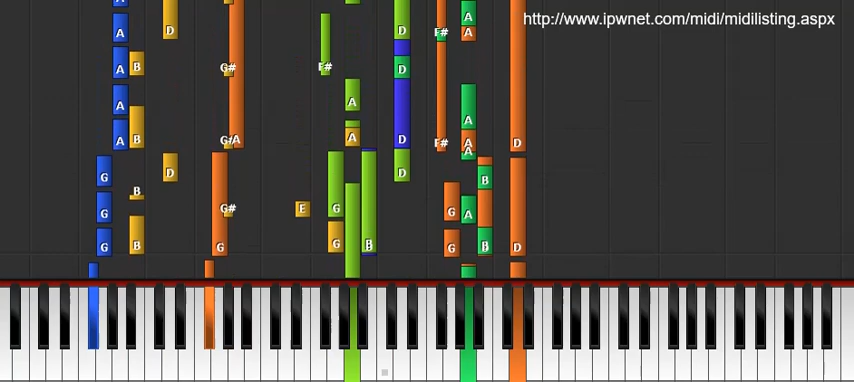 http://www.ipwnet.com/midi/midilisting.aspx
A D A
A A D F# A
A B G# F# D
A A A
A B G# A A D F# A D
A
G D D B
B
G G# E G G A
G B G G B G B D